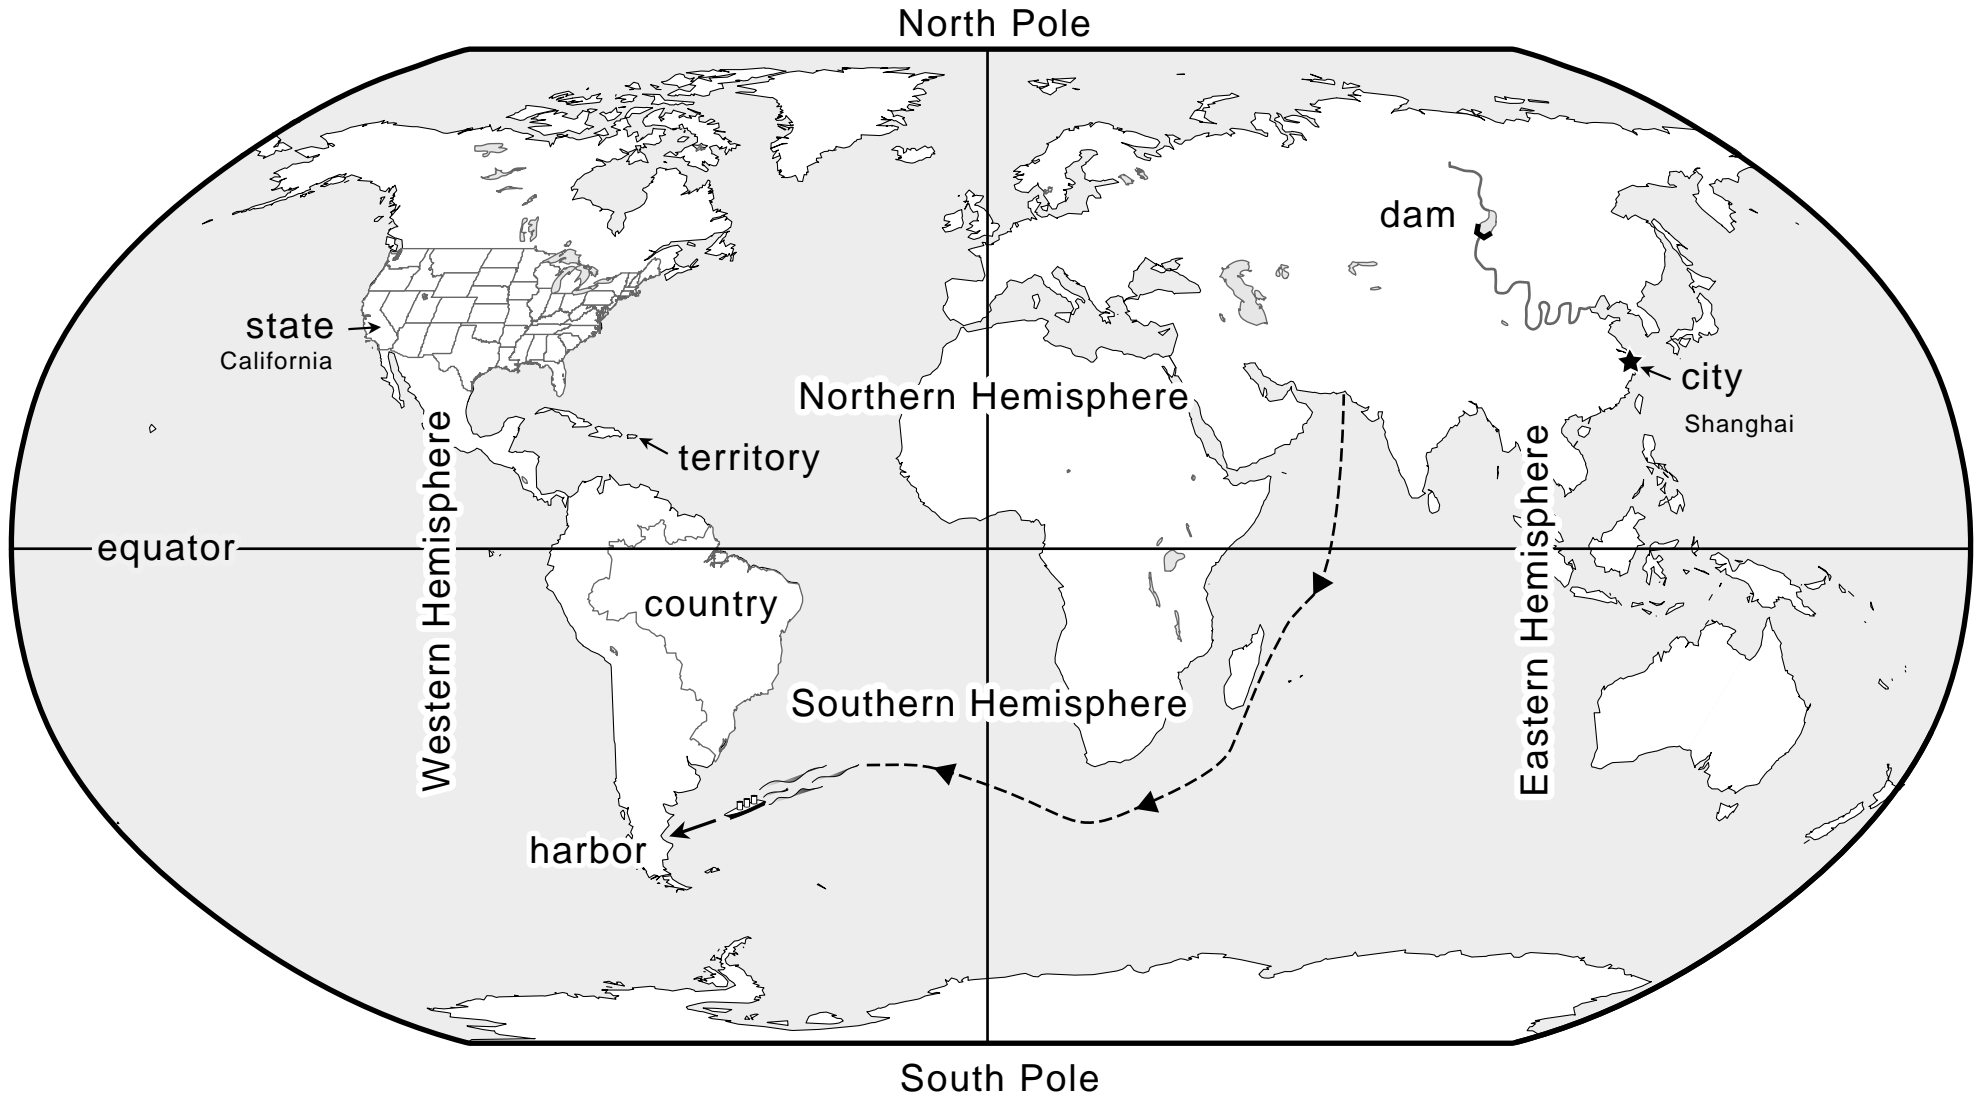 North Pole
dam
state
California
city
Shanghai
Northern Hemisphere
territory
Western Hemisphere
Eastern Hemisphere
equator
country
Southern Hemisphere
harbor
South Pole